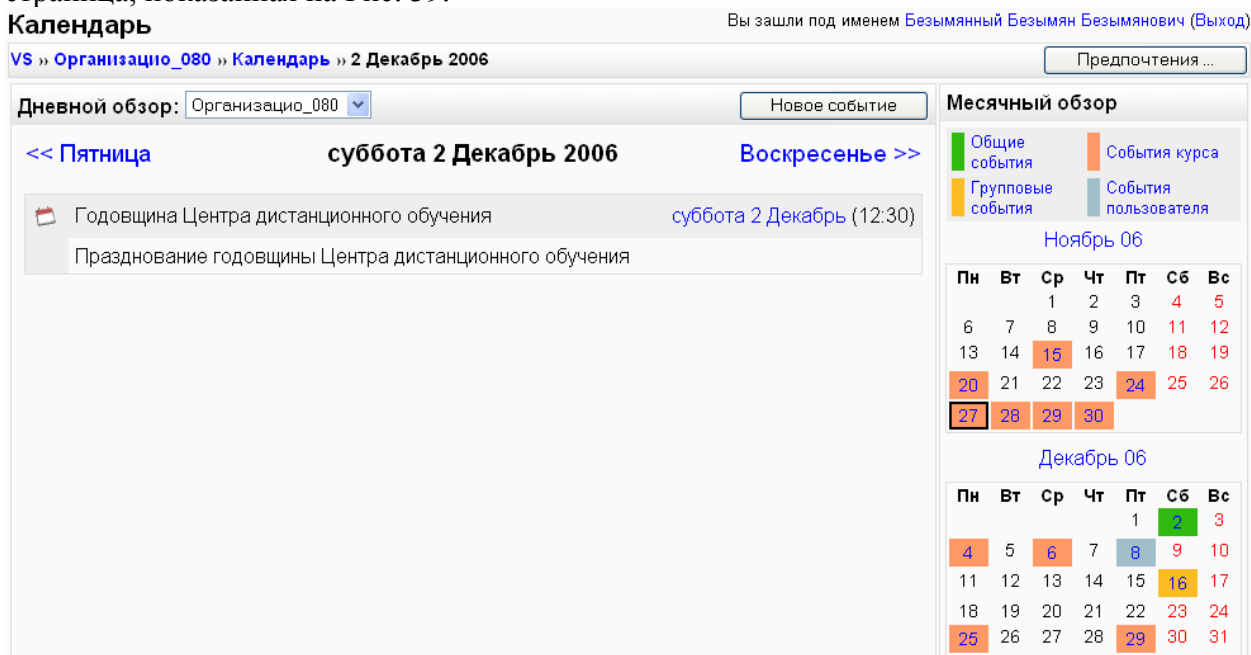 страница, показанная на Рис. 39.
Календарь
Вы зашли под именем Безымянный Безымян Безымянович (Выход)
VS » Организацио_080 » Календарь » 2 Декабрь 2006
Предпочтения ...
Дневной обзор: Организацио_080
Новое событие
<< Пятница суббота 2 Декабрь 2006 Воскресенье >>
Годовщина Центра дистанционного обучения суббота 2 Декабрь (12:30)
Празднование годовщины Центра дистанционного обучения
Месячный обзор
Общие события
События курса
Групповые события
События пользователя
Ноябрь 06
Пн Вт Ср Чт Пт Сб Вс
1 2 3 4 5
6 7 8 9 10 11 12
13 14 15 16 17 18 19
20 21 22 23 24 25 26
27 28 29 30
Декабрь 06
Пн Вт Ср Чт Пт Сб Вс
1 2 3
4 5 6 7 8 9 10
11 12 13 14 15 16 17
18 19 20 21 22 23 24
25 26 27 28 29 30 31